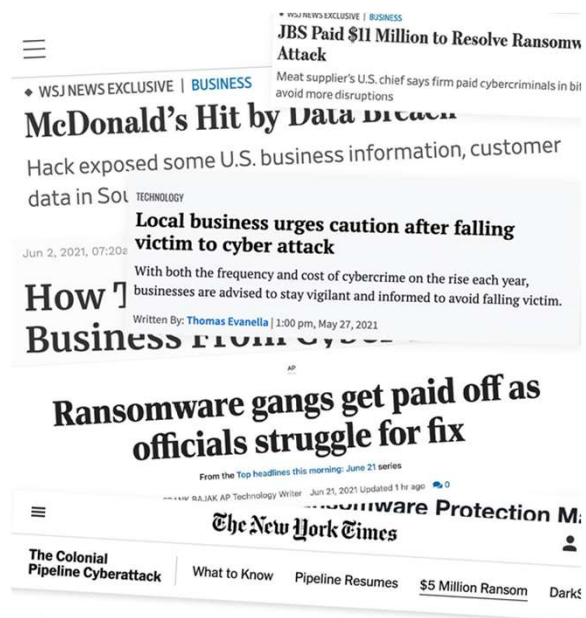 WSJ NEWS EXCLUSIVE | BUSINESS
JBS Paid $11 Million to Resolve
Attack
Meat supplier's U.S. chief says firm paid cybercriminals in
avoid more disruptions
WSJ NEWS EXCLUSIVE | BUSINESS
McDonald's Hit by Data Breach
Hack exposed some U.S. business information, customer
data in
TECHNOLOGY
Local business urges caution after falling
victim to cyber attack
With both the frequency and cost of cybercrime on the rise each year,
businesses are advised to stay vigilant and informed to avoid falling victim.
Written By: Thomas Evanella | 1:00 pm, May 27, 2021
Jun 2, 2021,
How
Business From
AP
Ransomware gangs get paid off as
officials struggle for fix
From the Top headlines this morning: June 21 series
BAJAK AP Technology Writer Jun 21, 2021 Updated 1 hr ago 0
Protection
The New York Times
The Colonial
Pipeline Cyberattack
What to Know
Pipeline Resumes
$5 Million Ransom